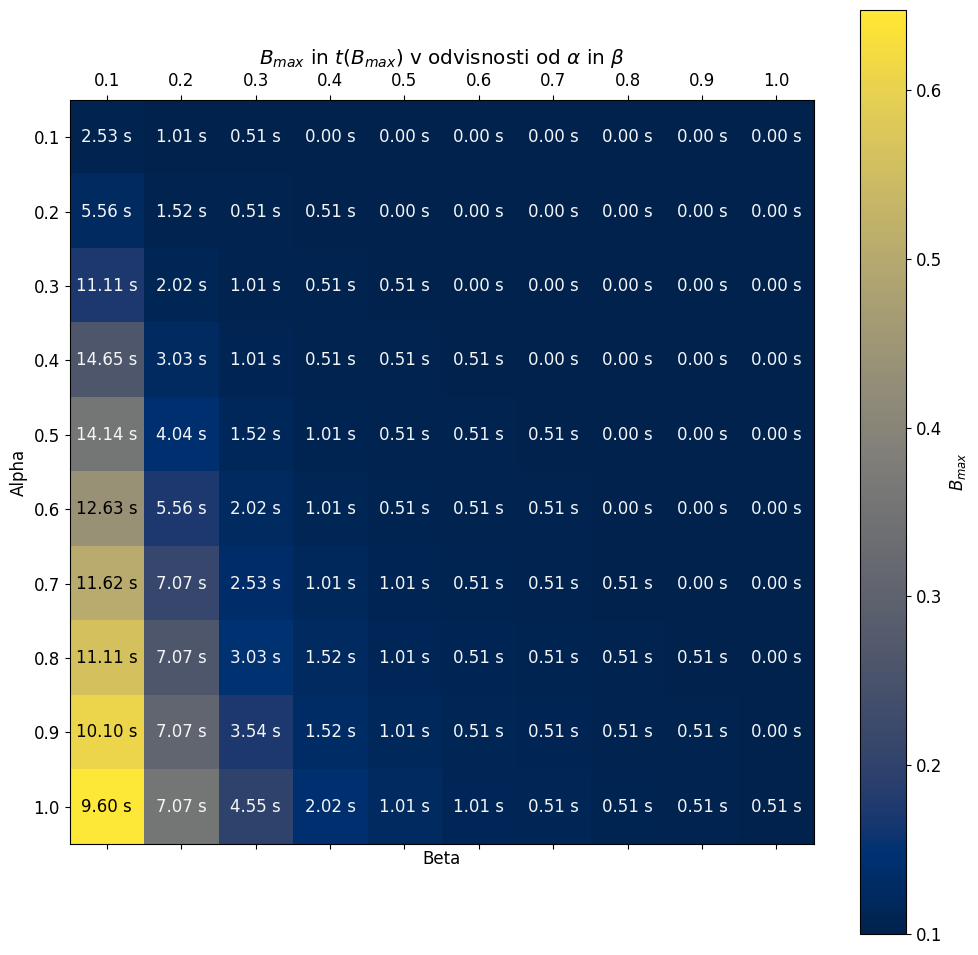 B_max in t(B_max) v odvisnosti od α in β
0.1 0.2 0.3 0.4 0.5 0.6 0.7 0.8 0.9 1.0
0.1 2.53 s 1.01 s 0.51 s 0.00 s 0.00 s 0.00 s 0.00 s 0.00 s 0.00 s 0.00 s
0.2 5.56 s 1.52 s 0.51 s 0.51 s 0.00 s 0.00 s 0.00 s 0.00 s 0.00 s 0.00 s
0.3 11.11 s 2.02 s 1.01 s 0.51 s 0.51 s 0.00 s 0.00 s 0.00 s 0.00 s 0.00 s
0.4 14.65 s 3.03 s 1.01 s 0.51 s 0.51 s 0.51 s 0.00 s 0.00 s 0.00 s 0.00 s
0.5 14.14 s 4.04 s 1.52 s 1.01 s 0.51 s 0.51 s 0.51 s 0.00 s 0.00 s 0.00 s
0.6 12.63 s 5.56 s 2.02 s 1.01 s 0.51 s 0.51 s 0.51 s 0.00 s 0.00 s 0.00 s
0.7 11.62 s 7.07 s 2.53 s 1.01 s 1.01 s 0.51 s 0.51 s 0.51 s 0.00 s 0.00 s
0.8 11.11 s 7.07 s 3.03 s 1.52 s 1.01 s 0.51 s 0.51 s 0.51 s 0.51 s 0.00 s
0.9 10.10 s 7.07 s 3.54 s 1.52 s 1.01 s 0.51 s 0.51 s 0.51 s 0.51 s 0.00 s
1.0 9.60 s 7.07 s 4.55 s 2.02 s 1.01 s 1.01 s 0.51 s 0.51 s 0.51 s 0.51 s
Alpha
Beta
0.6
0.5
0.4
0.3
0.2
0.1
B_max